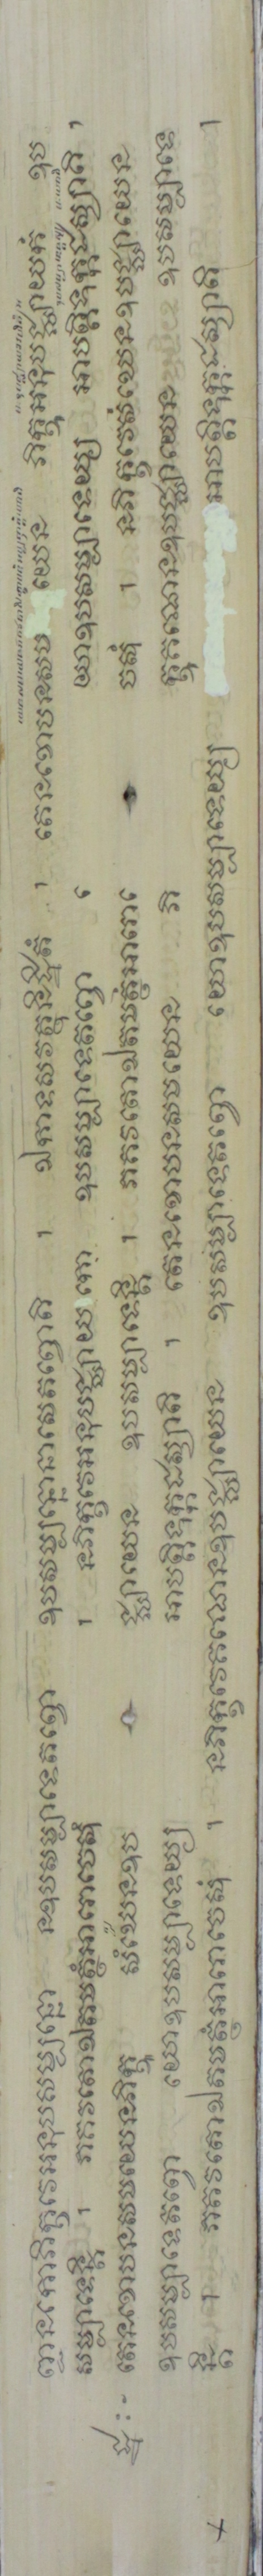 ញ្ជនកោភិក្ខវេអនុបសម្បន្នោ នឧបសម្បាទេតព្វោ ឧបសម្បន្នោនាសេតព្វោតិ ។ ឯកាទសវត្ថុនិដ្ឋិតំ ។ តេនខោបនសម យេន ភិក្ខូអនុបជ្ឈាយកំ ឧប
សម្បាទេន្តិ ។ ភគវតោឯតមត្ថំអារោចេសុំ ។ នភិក្ខវេអនុបជ្ឈាយកោ ឧបសម្បាទេតព្វោ យោឧបសម្បាទេយ្យ អាបត្តិទុក្កដស្សាតិ ។
តេនខោបនសមយេនភិក្ខូ សំឃេនឧប ជ្ឈាយេន ឧបសម្បាទេន្តិ ។ ភគវតោឯតមត្ថំអារោ ចេសុំ ។ នភិក្ខវេសំឃេនឧបជ្ឈាយេន
ឧបសម្បាទេតព្វោ យោឧបសម្បាទេយ្យ អាបត្តិទុក្កដស្សាតិ ។ តេនខោបនសមយេន ភិ ក្ខូគណេនឧបជ្ឈាយេន ឧបសម្បាទេ
ន្តិ ។ ភគវតោឯតមត្ថំអារោចេសុំ ។ នភិក្ខវេគណេនឧបជ្ឈាយេន ឧបសម្បាទេតព្វោ យោឧបសម្បាទេយ្យ អាបត្តិទុក្កដស្សាតិ ។